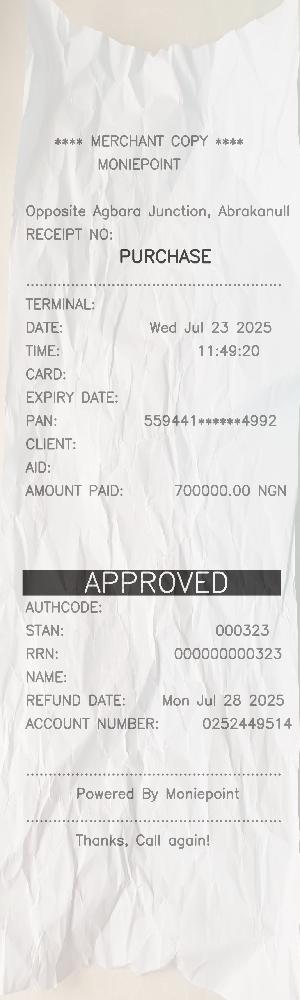 **** MERCHANT COPY ****
MONIEPOINT
Opposite Agbara Junction, Abrakanull
RECEIPT NO:
PURCHASE
TERMINAL:
DATE: Wed Jul 23 2025
TIME: 11:49:20
CARD:
EXPIRY DATE:
PAN: 559441******4992
CLIENT:
AID:
AMOUNT PAID: 700000.00 NGN
APPROVED
AUTHCODE:
STAN: 000323
RRN: 000000000323
NAME:
REFUND DATE: Mon Jul 28 2025
ACCOUNT NUMBER: 0252449514
Powered By Moniepoint
Thanks, Call again!